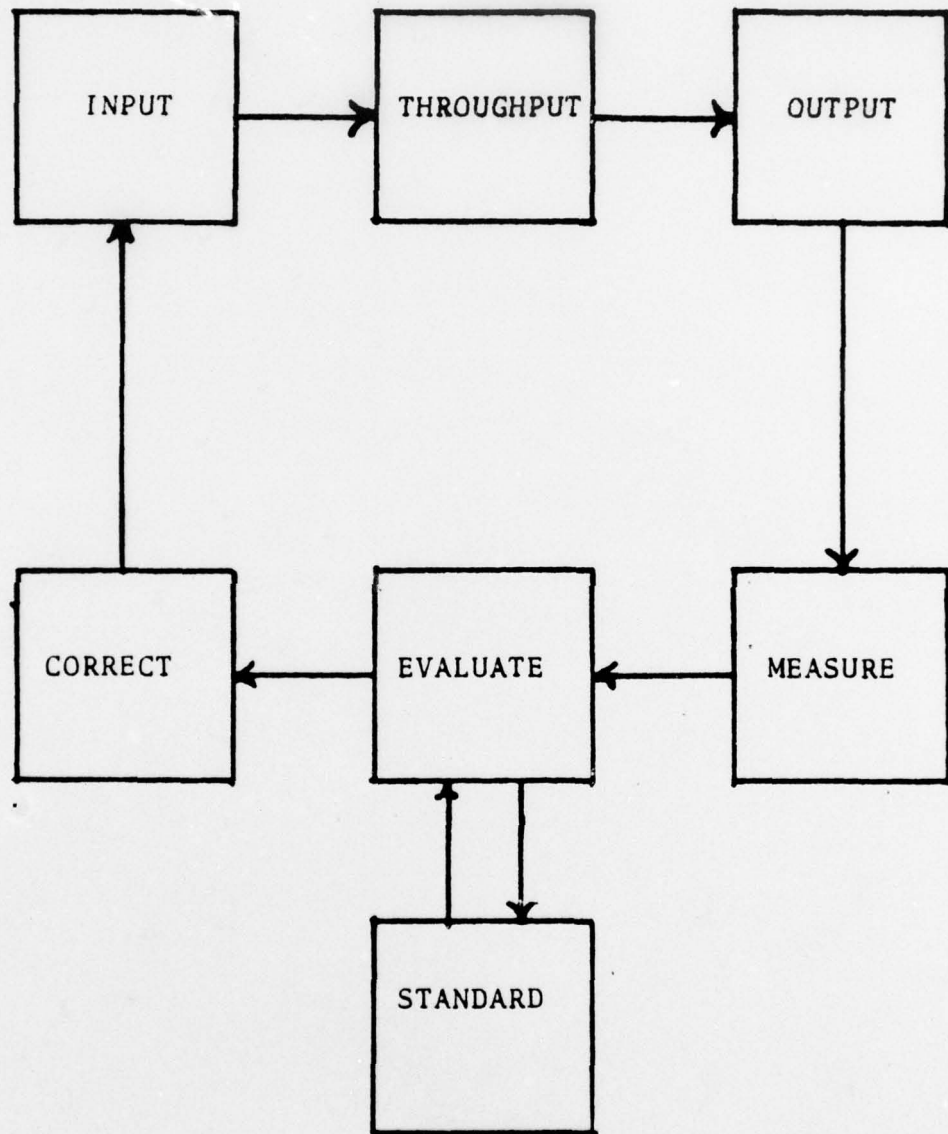 INPUT
THROUGHPUT
OUTPUT
CORRECT
EVALUATE
MEASURE
STANDARD